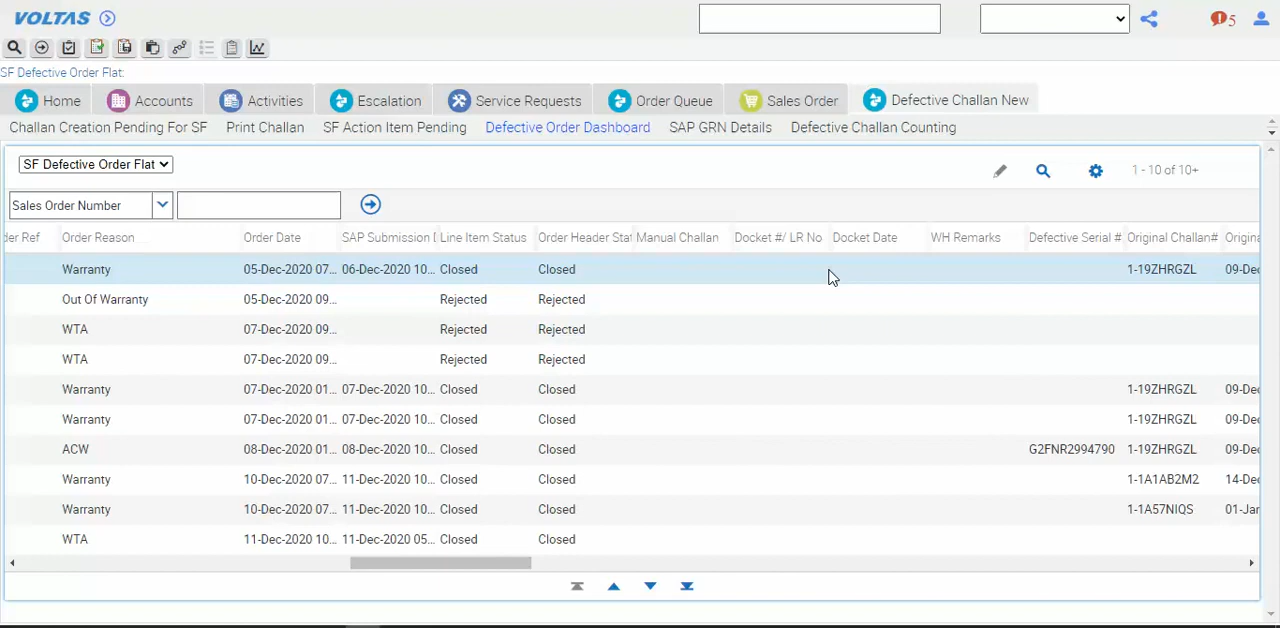 VOLTAS
5
SF Defective Order Flat:
Home Accounts Activities Escalation Service Requests Order Queue Sales Order Defective Challan New
Challan Creation Pending For SF Print Challan SF Action Item Pending Defective Order Dashboard SAP GRN Details Defective Challan Counting
SF Defective Order Flat 1 - 10 of 10+
Sales Order Number
der Ref Order Reason Order Date SAP Submission D Line Item Status Order Header Stat Manual Challan Docket #/ LR No Docket Date WH Remarks Defective Serial # Original Challan# Origina
Warranty 05-Dec-2020 07... 06-Dec-2020 10... Closed Closed 1-19ZHRGZL 09-Dec
Out Of Warranty 05-Dec-2020 09... Rejected Rejected
WTA 07-Dec-2020 09... Rejected Rejected
WTA 07-Dec-2020 09... Rejected Rejected
Warranty 07-Dec-2020 01... 07-Dec-2020 10... Closed Closed 1-19ZHRGZL 09-Dec
Warranty 07-Dec-2020 01... 07-Dec-2020 10... Closed Closed 1-19ZHRGZL 09-Dec
ACW 08-Dec-2020 01... 08-Dec-2020 10... Closed Closed G2FNR2994790 1-19ZHRGZL 09-Dec
Warranty 10-Dec-2020 07... 11-Dec-2020 10... Closed Closed 1-1A1AB2M2 14-Dec
Warranty 10-Dec-2020 07... 11-Dec-2020 10... Closed Closed 1-1A57NIQS 01-Jan
WTA 11-Dec-2020 10... 11-Dec-2020 05... Closed Closed